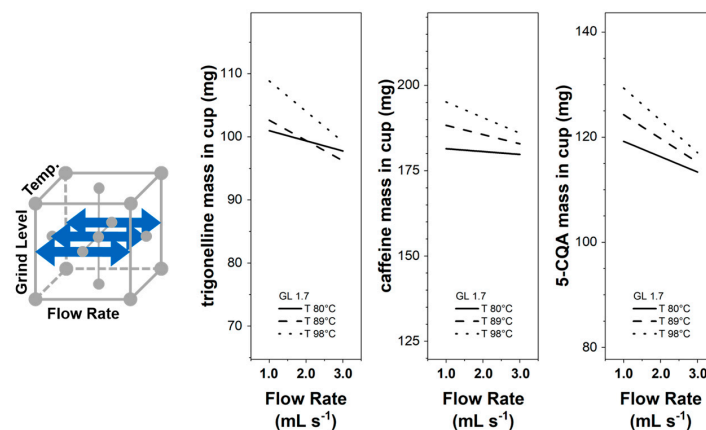 Temp.
Grind Level
Flow Rate
trigonelline mass in cup (mg)
110
100
90
80
70
GL 1.7
T 80°C
T 89°C
T 98°C
1.0 2.0 3.0
Flow Rate
(mL s⁻¹)
caffeine mass in cup (mg)
200
175
150
125
GL 1.7
T 80°C
T 89°C
T 98°C
1.0 2.0 3.0
Flow Rate
(mL s⁻¹)
5-CQA mass in cup (mg)
140
120
100
80
GL 1.7
T 80°C
T 89°C
T 98°C
1.0 2.0 3.0
Flow Rate
(mL s⁻¹)